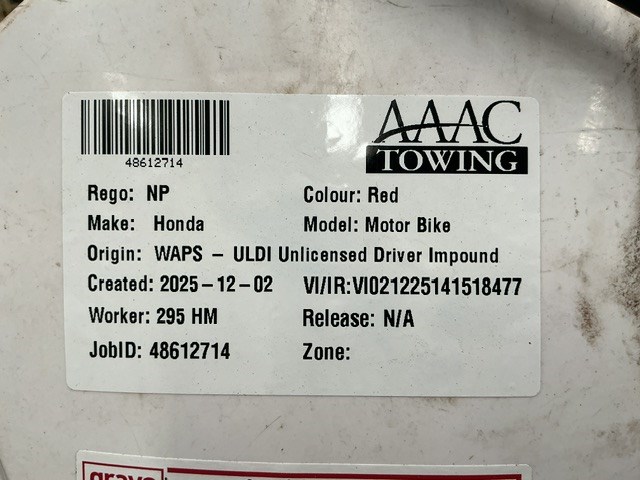 AAAC
TOWING
48612714
Rego: NP Colour: Red
Make: Honda Model: Motor Bike
Origin: WAPS - ULDI Unlicensed Driver Impound
Created: 2025-12-02 VI/IR:VI021225141518477
Worker: 295 HM Release: N/A
JobID: 48612714 Zone:
grays